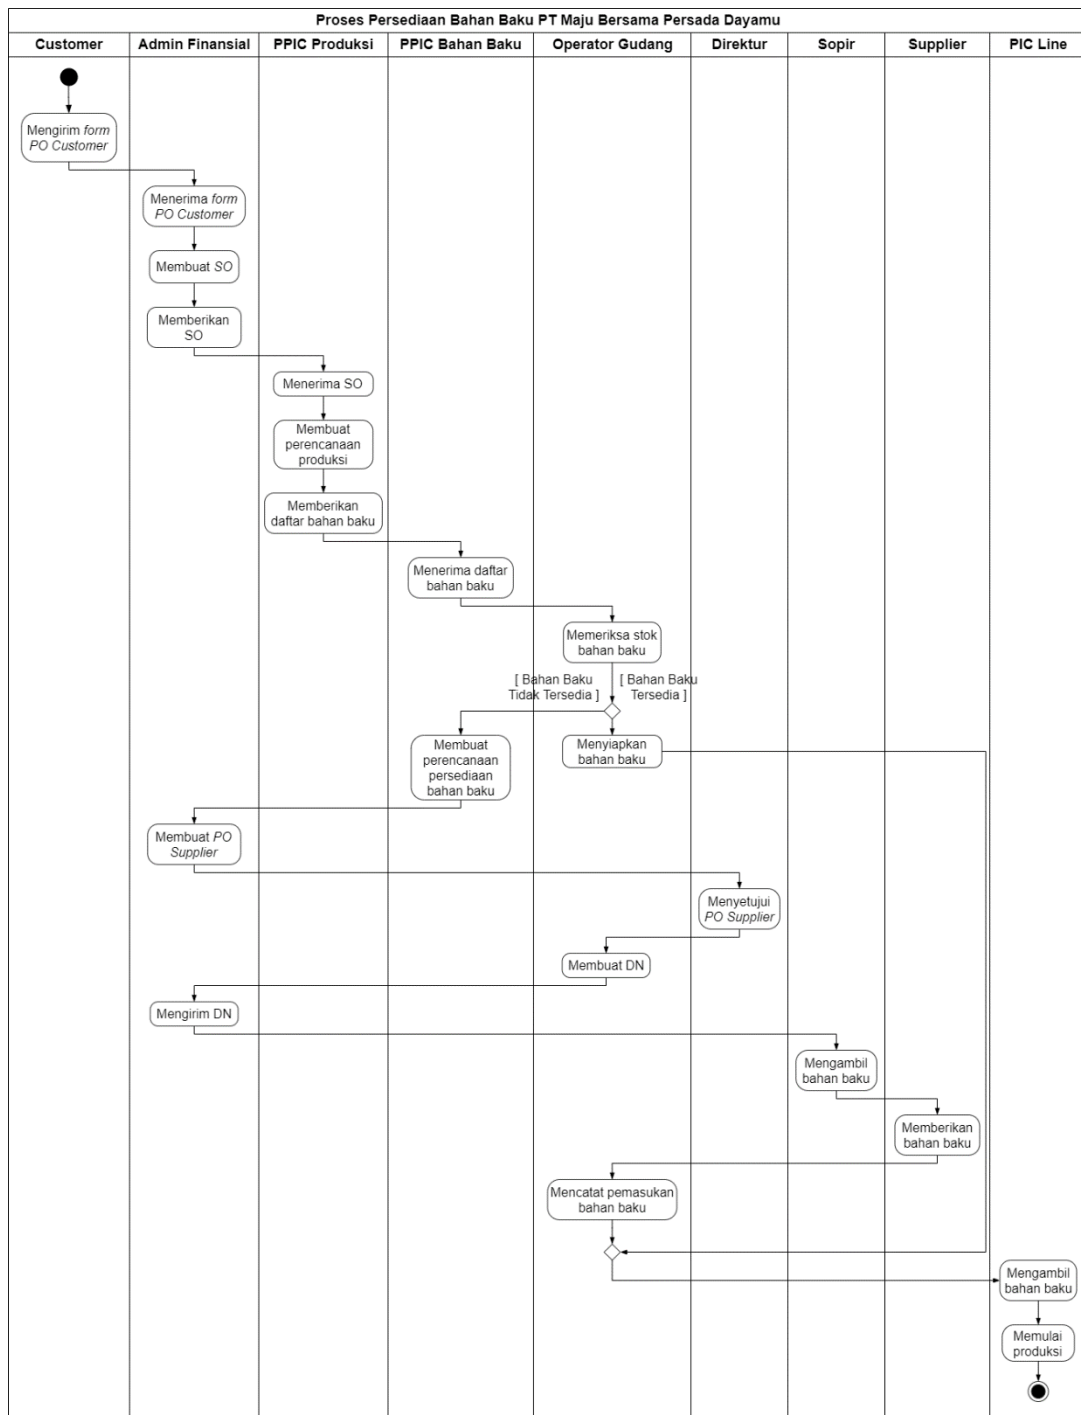 Proses Persediaan Bahan Baku PT Maju Bersama Persada Dayamu
Customer
Admin Finansial
PPIC Produksi
PPIC Bahan Baku
Operator Gudang
Direktur
Sopir
Supplier
PIC Line
Mengirim form
PO Customer
Menerima form
PO Customer
Membuat SO
Memberikan
SO
Menerima SO
Membuat
perencanaan
produksi
Memberikan
daftar bahan baku
Menerima daftar
bahan baku
Memeriksa stok
bahan baku
[ Bahan Baku
Tidak Tersedia ]
[ Bahan Baku
Tersedia ]
Membuat
perencanaan
persediaan
bahan baku
Menyiapkan
bahan baku
Membuat PO
Supplier
Menyetujui
PO Supplier
Membuat DN
Mengirim DN
Mengambil
bahan baku
Memberikan
bahan baku
Mencatat pemasukan
bahan baku
Mengambil
bahan baku
Memulai
produksi